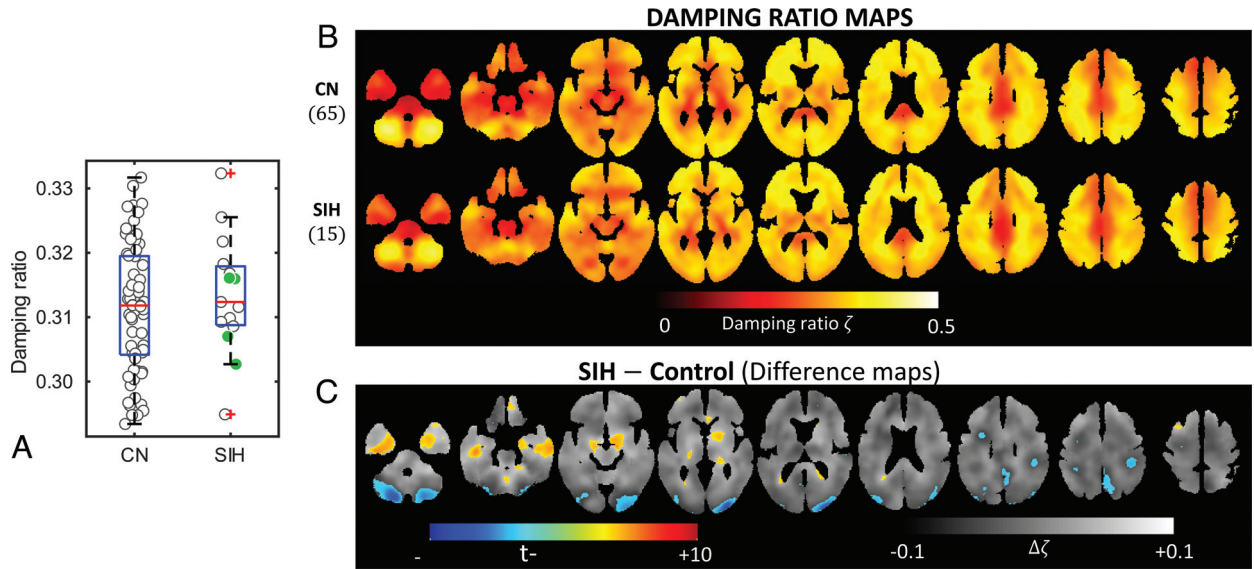 A
Damping ratio
0.33
0.32
0.31
0.30
CN
SIH
B
DAMPING RATIO MAPS
CN
(65)
SIH
(15)
0
Damping ratio ζ
0.5
C
SIH – Control (Difference maps)
-
t-
+10
-0.1
Δζ
+0.1